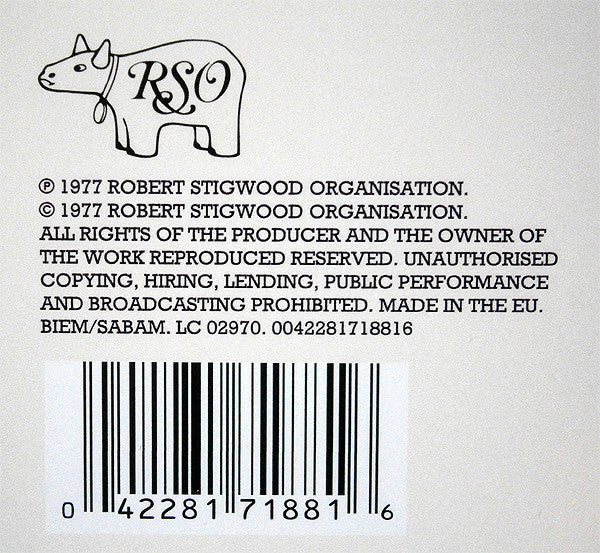 RSO
℗ 1977 ROBERT STIGWOOD ORGANISATION.
© 1977 ROBERT STIGWOOD ORGANISATION.
ALL RIGHTS OF THE PRODUCER AND THE OWNER OF
THE WORK REPRODUCED RESERVED. UNAUTHORISED
COPYING, HIRING, LENDING, PUBLIC PERFORMANCE
AND BROADCASTING PROHIBITED. MADE IN THE EU.
BIEM/SABAM. LC 02970. 0042281718816
0 42281 71881 6